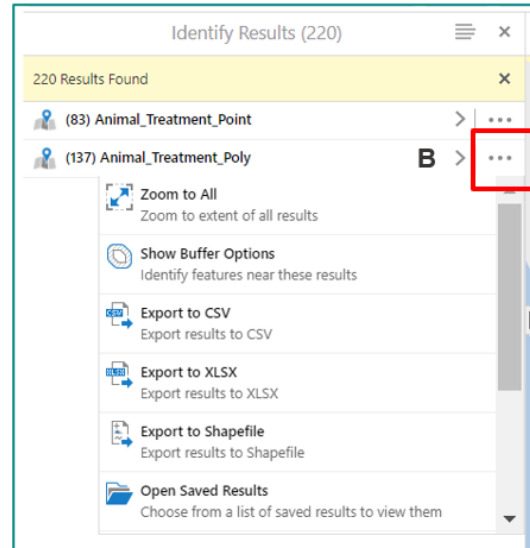 Identify Results (220)
220 Results Found
(83) Animal_Treatment_Point
(137) Animal_Treatment_Poly B
Zoom to All
Zoom to extent of all results
Show Buffer Options
Identify features near these results
CSV
Export to CSV
Export results to CSV
XLSX
Export to XLSX
Export results to XLSX
Export to Shapefile
Export results to Shapefile
Open Saved Results
Choose from a list of saved results to view them